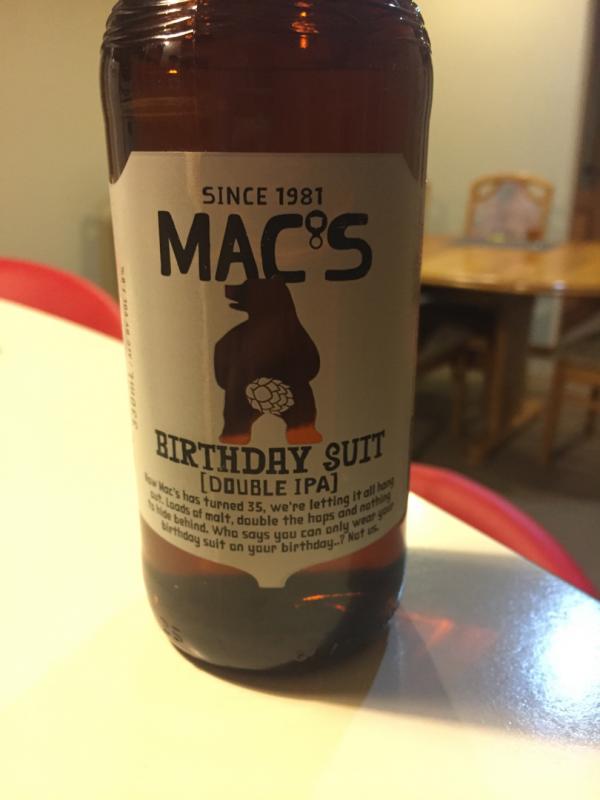 SINCE 1981
MAC'S
BIRTHDAY SUIT
[DOUBLE IPA]
Now Mac's has turned 35, we're letting it all hang
out. Loads of malt, double the hops and nothing
to hide behind. Who says you can only wear your
birthday suit on your birthday..? Not us.